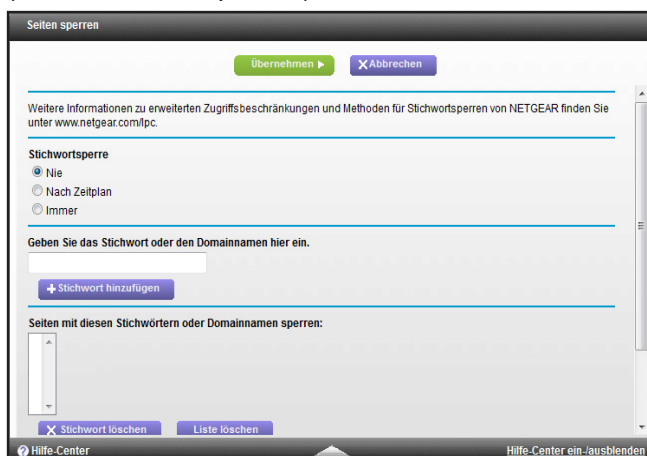 Seiten sperren
Übernehmen
Abbrechen
Weitere Informationen zu erweiterten Zugriffsbeschränkungen und Methoden für Stichwortsperren von NETGEAR finden Sie
unter www.netgear.com/lpc.
Stichwortsperre
Nie
Nach Zeitplan
Immer
Geben Sie das Stichwort oder den Domainnamen hier ein.
Stichwort hinzufügen
Seiten mit diesen Stichwörtern oder Domainnamen sperren:
Stichwort löschen
Liste löschen
Hilfe-Center
Hilfe-Center ein-/ausblenden